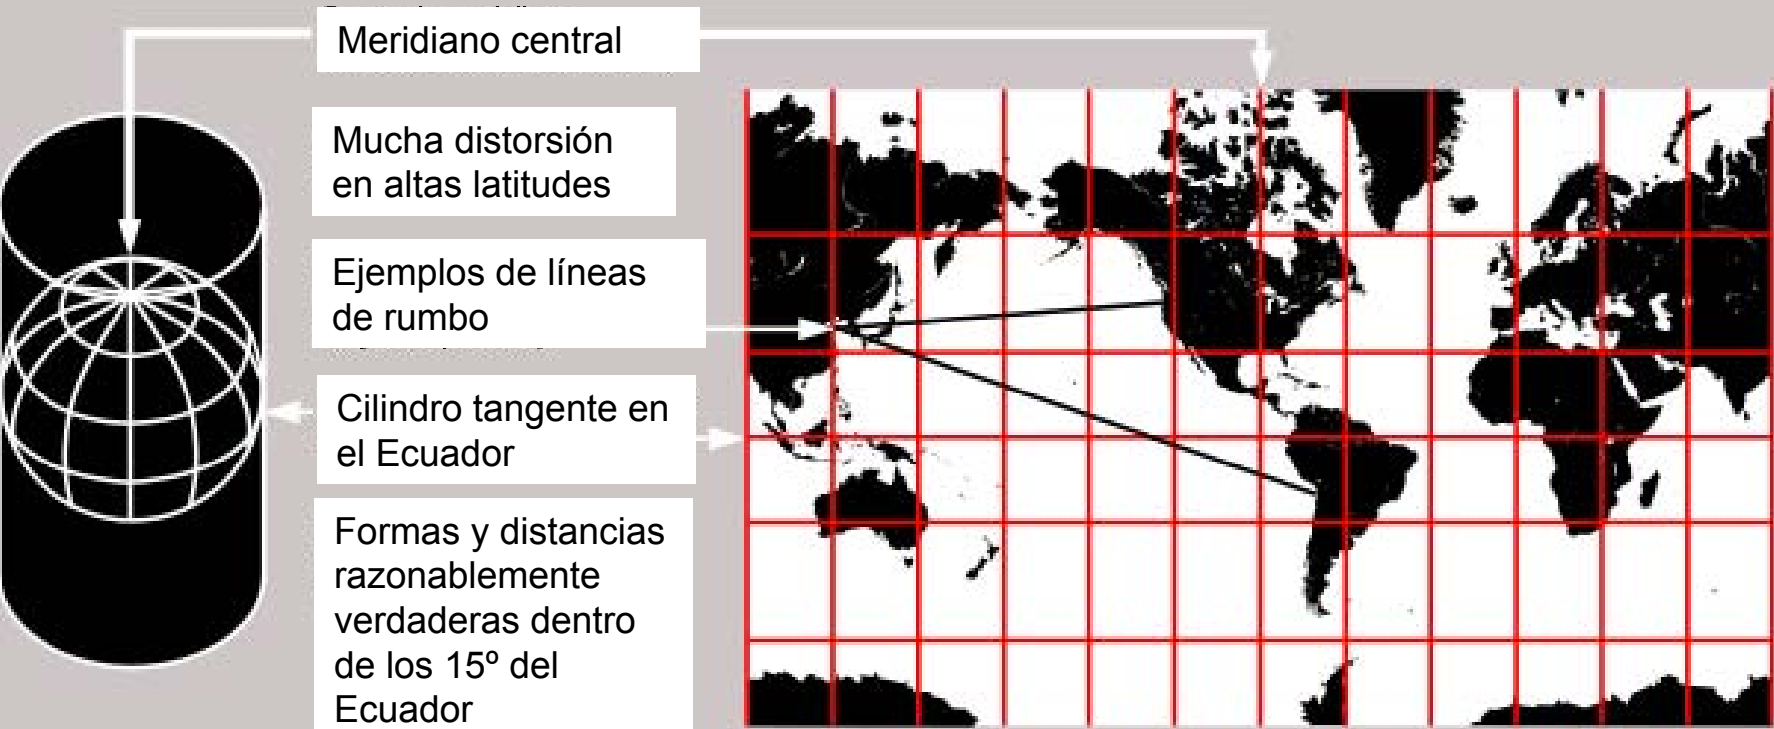 Meridiano central
Mucha distorsión
en altas latitudes
Ejemplos de líneas
de rumbo
Cilindro tangente en
el Ecuador
Formas y distancias
razonablemente
verdaderas dentro
de los 15º del
Ecuador